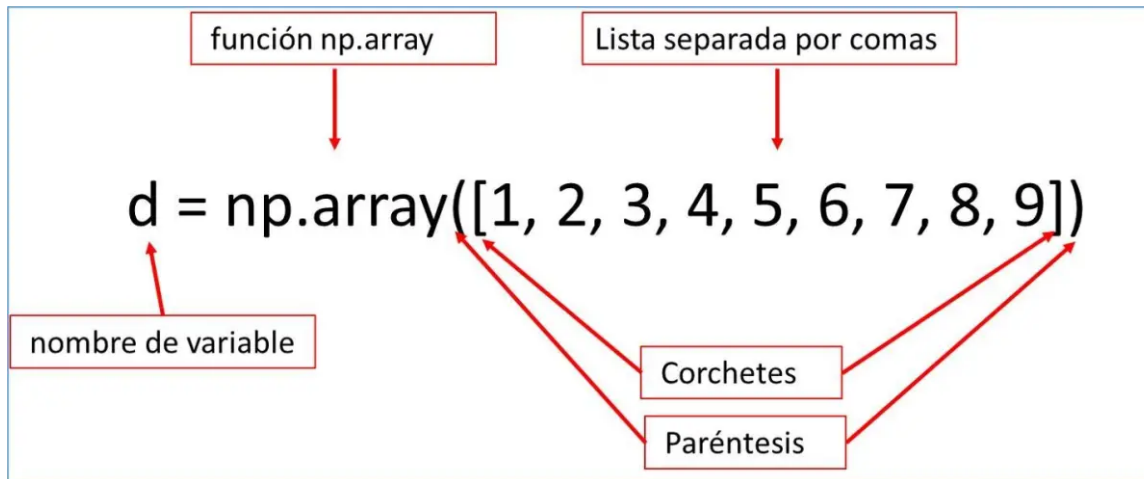 función np.array
Lista separada por comas
d = np.array([1, 2, 3, 4, 5, 6, 7, 8, 9])
nombre de variable
Corchetes
Paréntesis